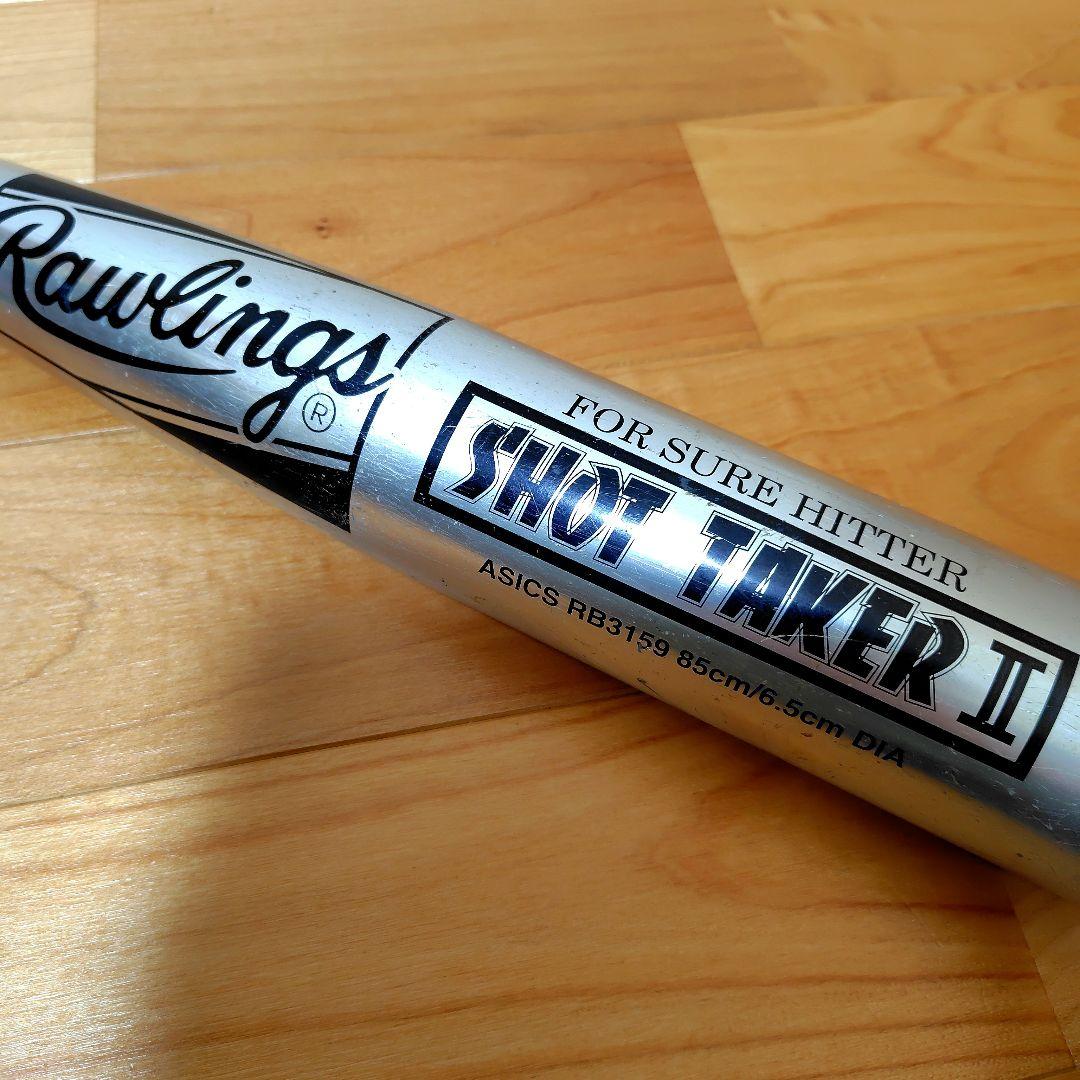 Rawlings®
FOR SURE HITTER
SHOT TAKER II
ASICS RB3159 85cm/6.5cm DIA